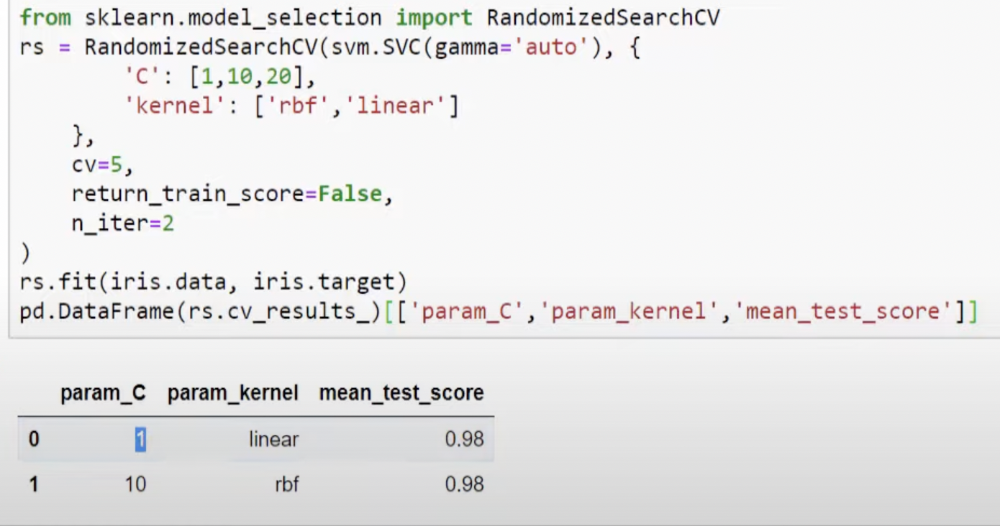 from sklearn.model_selection import RandomizedSearchCV
rs = RandomizedSearchCV(svm.SVC(gamma='auto'), {
        'C': [1,10,20],
        'kernel': ['rbf','linear']
    },
    cv=5,
    return_train_score=False,
    n_iter=2
)
rs.fit(iris.data, iris.target)
pd.DataFrame(rs.cv_results_)[['param_C','param_kernel','mean_test_score']]
param_C param_kernel mean_test_score
0 1 linear 0.98
1 10 rbf 0.98